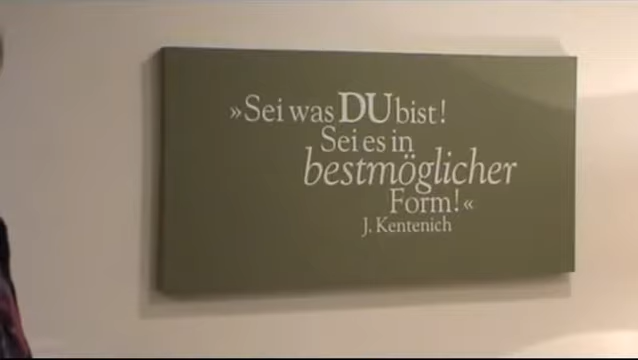 »Sei was DU bist!
Sei es in
bestmöglicher
Form!«
J. Kentenich